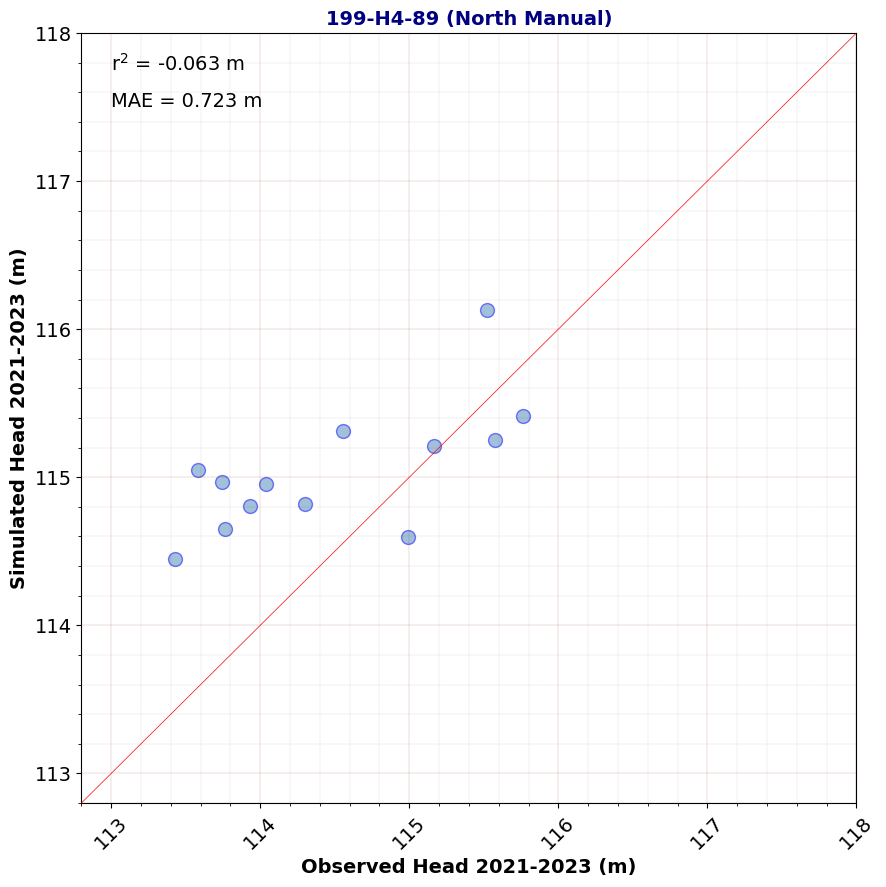 199-H4-89 (North Manual)
r² = -0.063 m
MAE = 0.723 m
118
117
116
115
114
113
Simulated Head 2021-2023 (m)
113
114
115
116
117
118
Observed Head 2021-2023 (m)